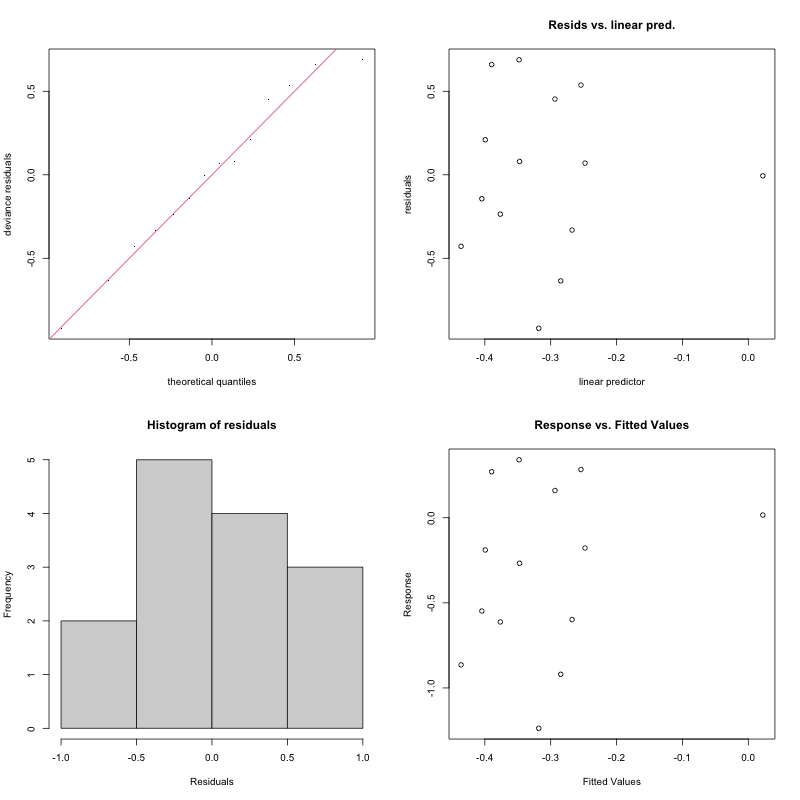 deviance residuals
0.5
0.0
-0.5
-0.5 0.0 0.5
theoretical quantiles
Resids vs. linear pred.
residuals
0.5
0.0
-0.5
-0.4 -0.3 -0.2 -0.1 0.0
linear predictor
Histogram of residuals
Frequency
5
4
3
2
1
0
-1.0 -0.5 0.0 0.5 1.0
Residuals
Response vs. Fitted Values
Response
0.0
-0.5
-1.0
-0.4 -0.3 -0.2 -0.1 0.0
Fitted Values